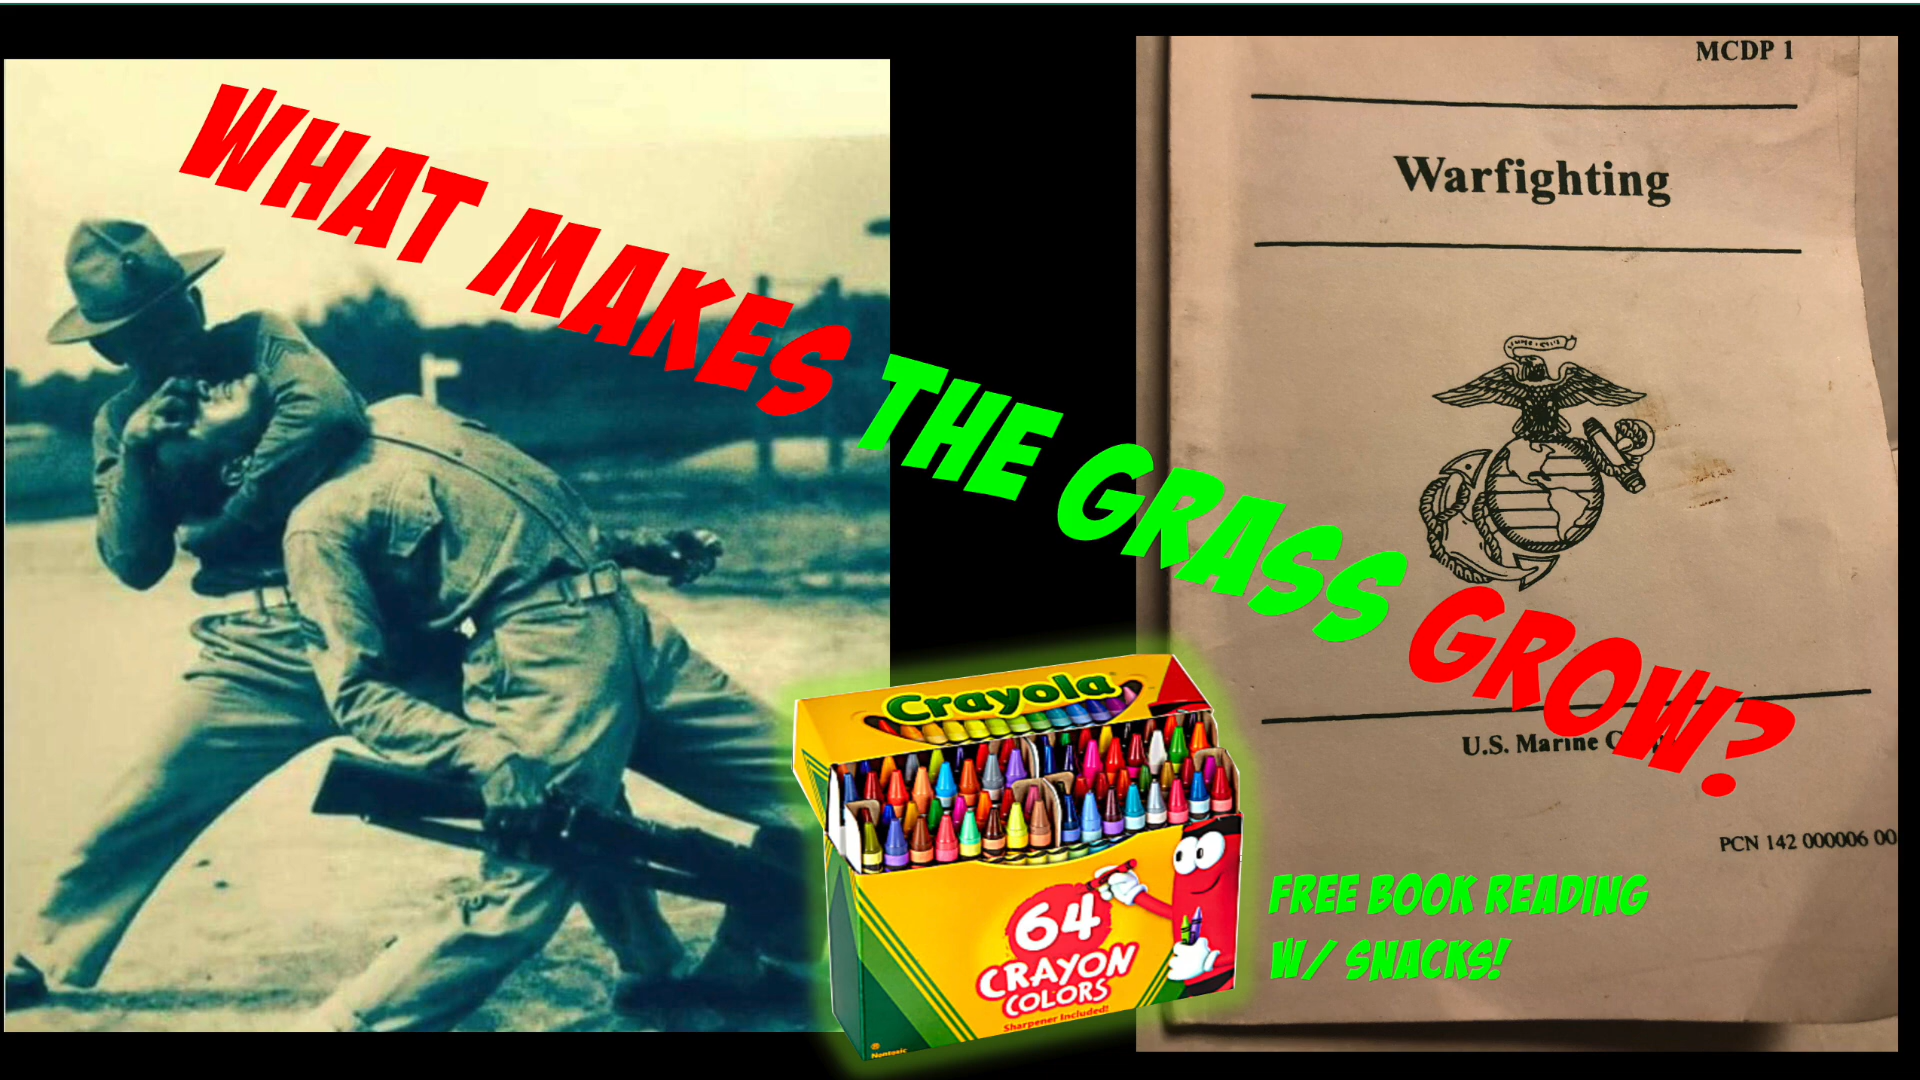 WHAT MAKES THE GRASS GROW?
MCDP 1
Warfighting
U.S. Marine
PCN 142 000006 00
Crayola
64
CRAYON
COLORS
Sharpener Included!
Nontoxic
FREE BOOK READING
W/ SNACKS!